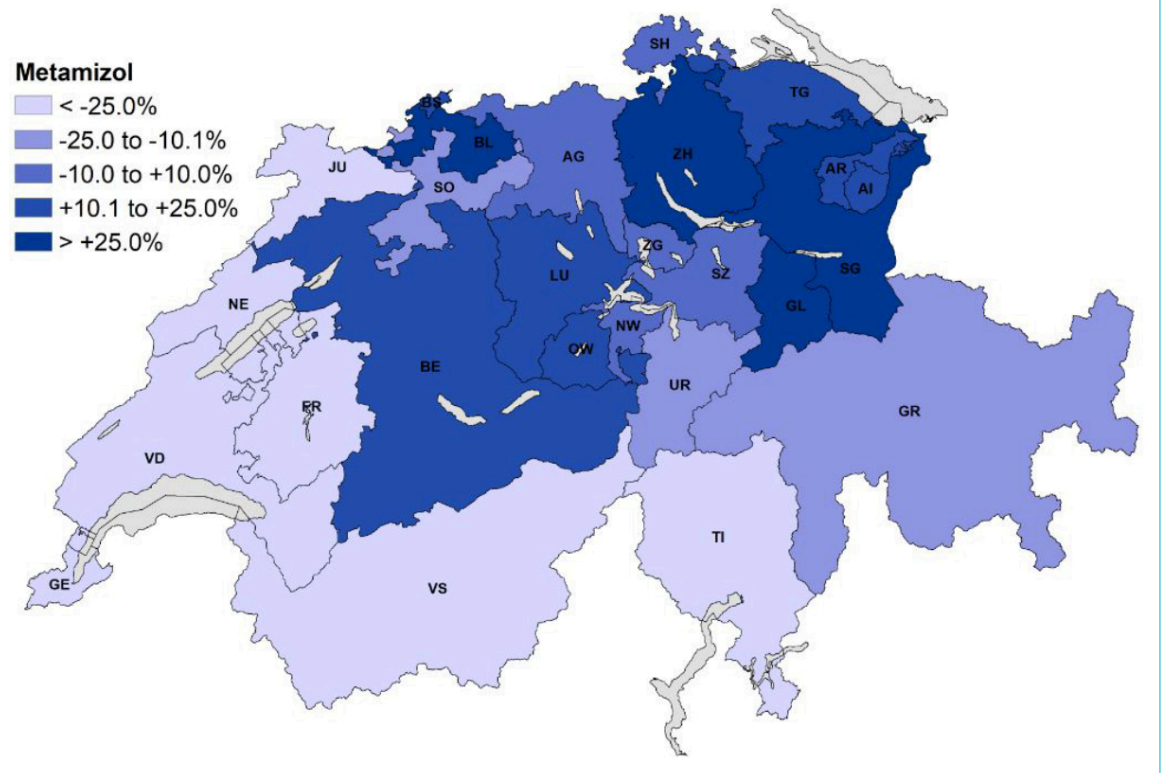 Metamizol
< -25.0%
-25.0 to -10.1%
-10.0 to +10.0%
+10.1 to +25.0%
> +25.0%
SH
BS
TG
BL
AG
ZH
JU
SO
AR
AI
ZG
LU
SZ
SG
NE
GL
NW
OW
BE
UR
FR
GR
VD
TI
GE
VS